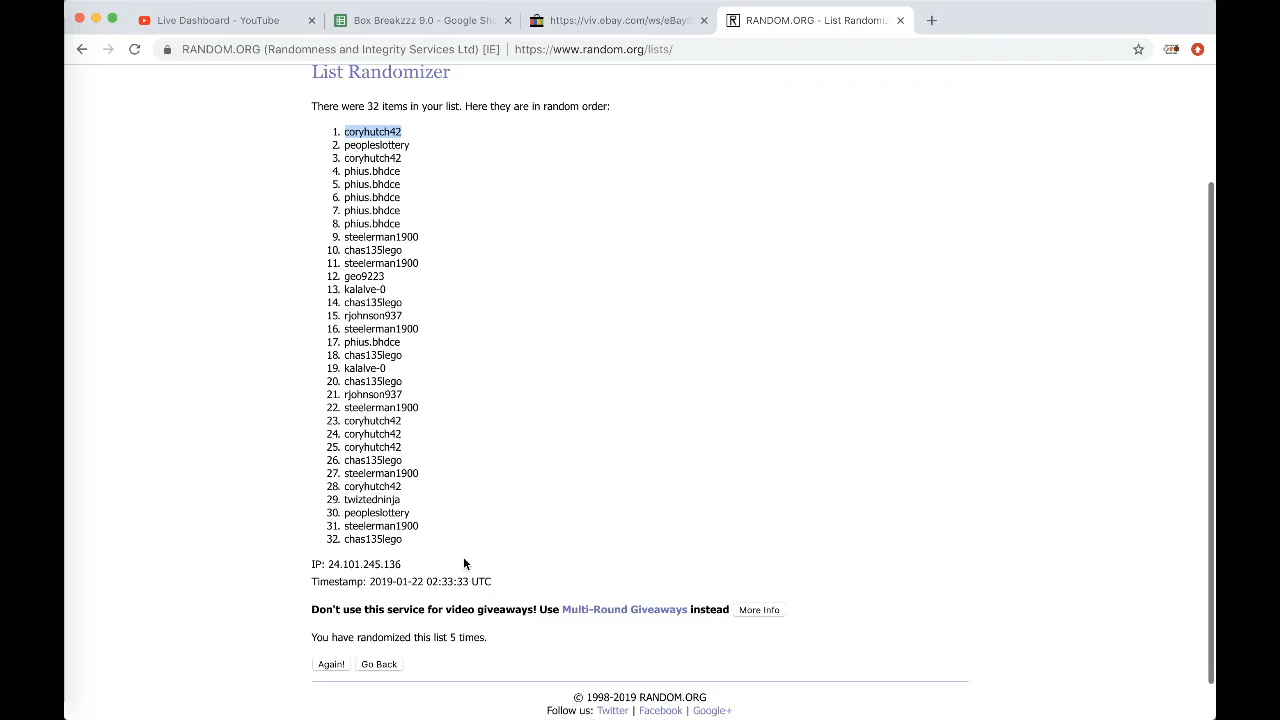 Live Dashboard - YouTube
Box Breakzzz 9.0 - Google She
https://viv.ebay.com/ws/eBayI
R RANDOM.ORG - List Randomiz
RANDOM.ORG (Randomness and Integrity Services Ltd) [IE] | https://www.random.org/lists/
List Randomizer
There were 32 items in your list. Here they are in random order:
1. coryhutch42
2. peopleslottery
3. coryhutch42
4. phius.bhdce
5. phius.bhdce
6. phius.bhdce
7. phius.bhdce
8. phius.bhdce
9. steelerman1900
10. chas135lego
11. steelerman1900
12. geo9223
13. kalalve-0
14. chas135lego
15. rjohnson937
16. steelerman1900
17. phius.bhdce
18. chas135lego
19. kalalve-0
20. chas135lego
21. rjohnson937
22. steelerman1900
23. coryhutch42
24. coryhutch42
25. coryhutch42
26. chas135lego
27. steelerman1900
28. coryhutch42
29. twiztedninja
30. peopleslottery
31. steelerman1900
32. chas135lego
IP: 24.101.245.136
Timestamp: 2019-01-22 02:33:33 UTC
Don't use this service for video giveaways! Use Multi-Round Giveaways instead More Info
You have randomized this list 5 times.
Again! Go Back
© 1998-2019 RANDOM.ORG
Follow us: Twitter | Facebook | Google+